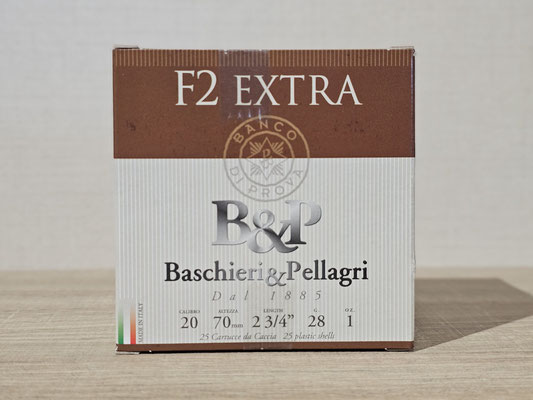 F2 EXTRA
BANCO
DI PROVA
B&P
Baschieri & Pellagri
Dal 1885
CALIBRO ALTEZZA LENGTH G. OZ.
20 70mm 2 3/4” 28 1
25 Cartucce da Caccia 25 plastic shells
MADE IN ITALY